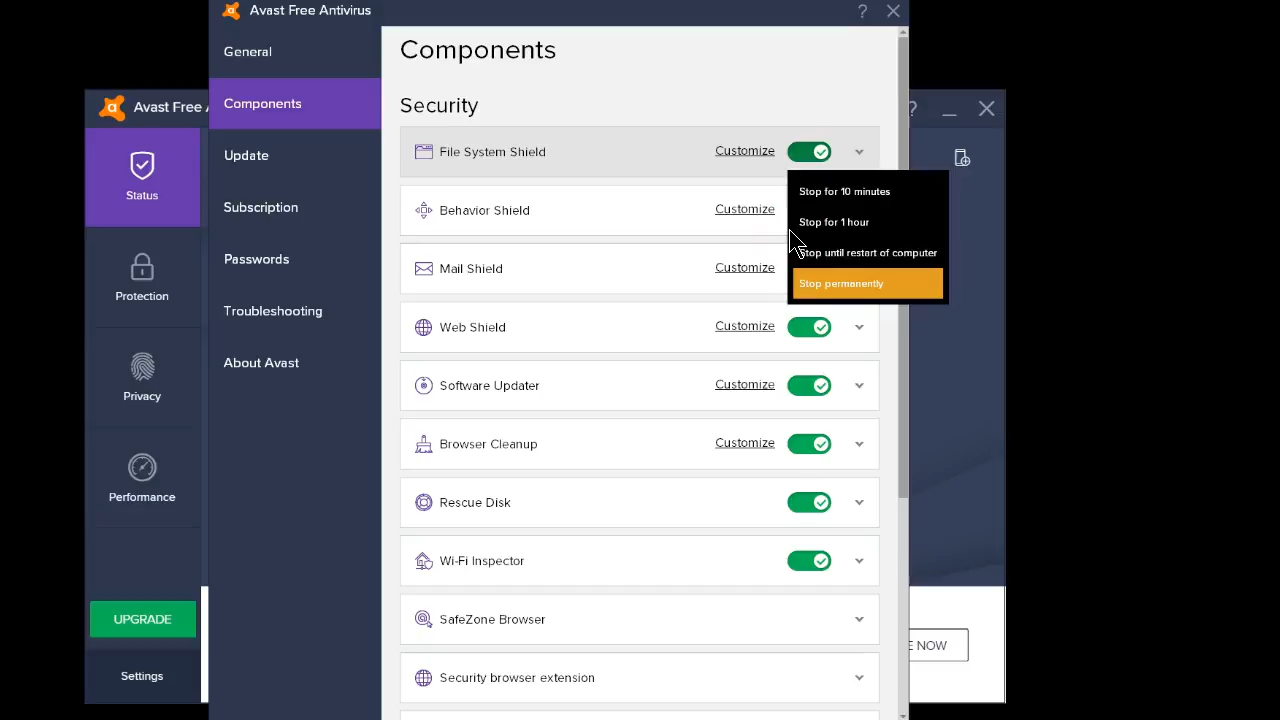 Avast Free Antivirus
?
General
Components
Update
Subscription
Passwords
Troubleshooting
About Avast
Components
Security
File System Shield Customize
Behavior Shield Customize
Mail Shield Customize
Web Shield Customize
Software Updater Customize
Browser Cleanup Customize
Rescue Disk
Wi-Fi Inspector
SafeZone Browser
Security browser extension
Stop for 10 minutes
Stop for 1 hour
Stop until restart of computer
Stop permanently
Avast Free A
?
Status
Protection
Privacy
Performance
UPGRADE
Settings
E NOW